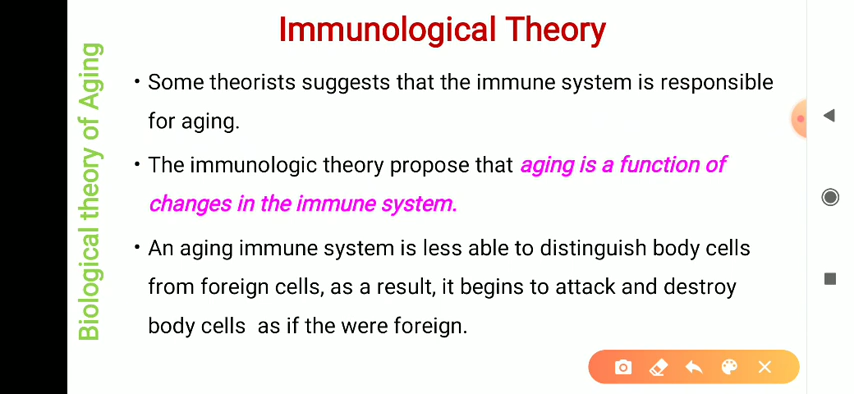 Immunological Theory
Biological theory of Aging
• Some theorists suggests that the immune system is responsible
for aging.
• The immunologic theory propose that aging is a function of
changes in the immune system.
• An aging immune system is less able to distinguish body cells
from foreign cells, as a result, it begins to attack and destroy
body cells as if the were foreign.